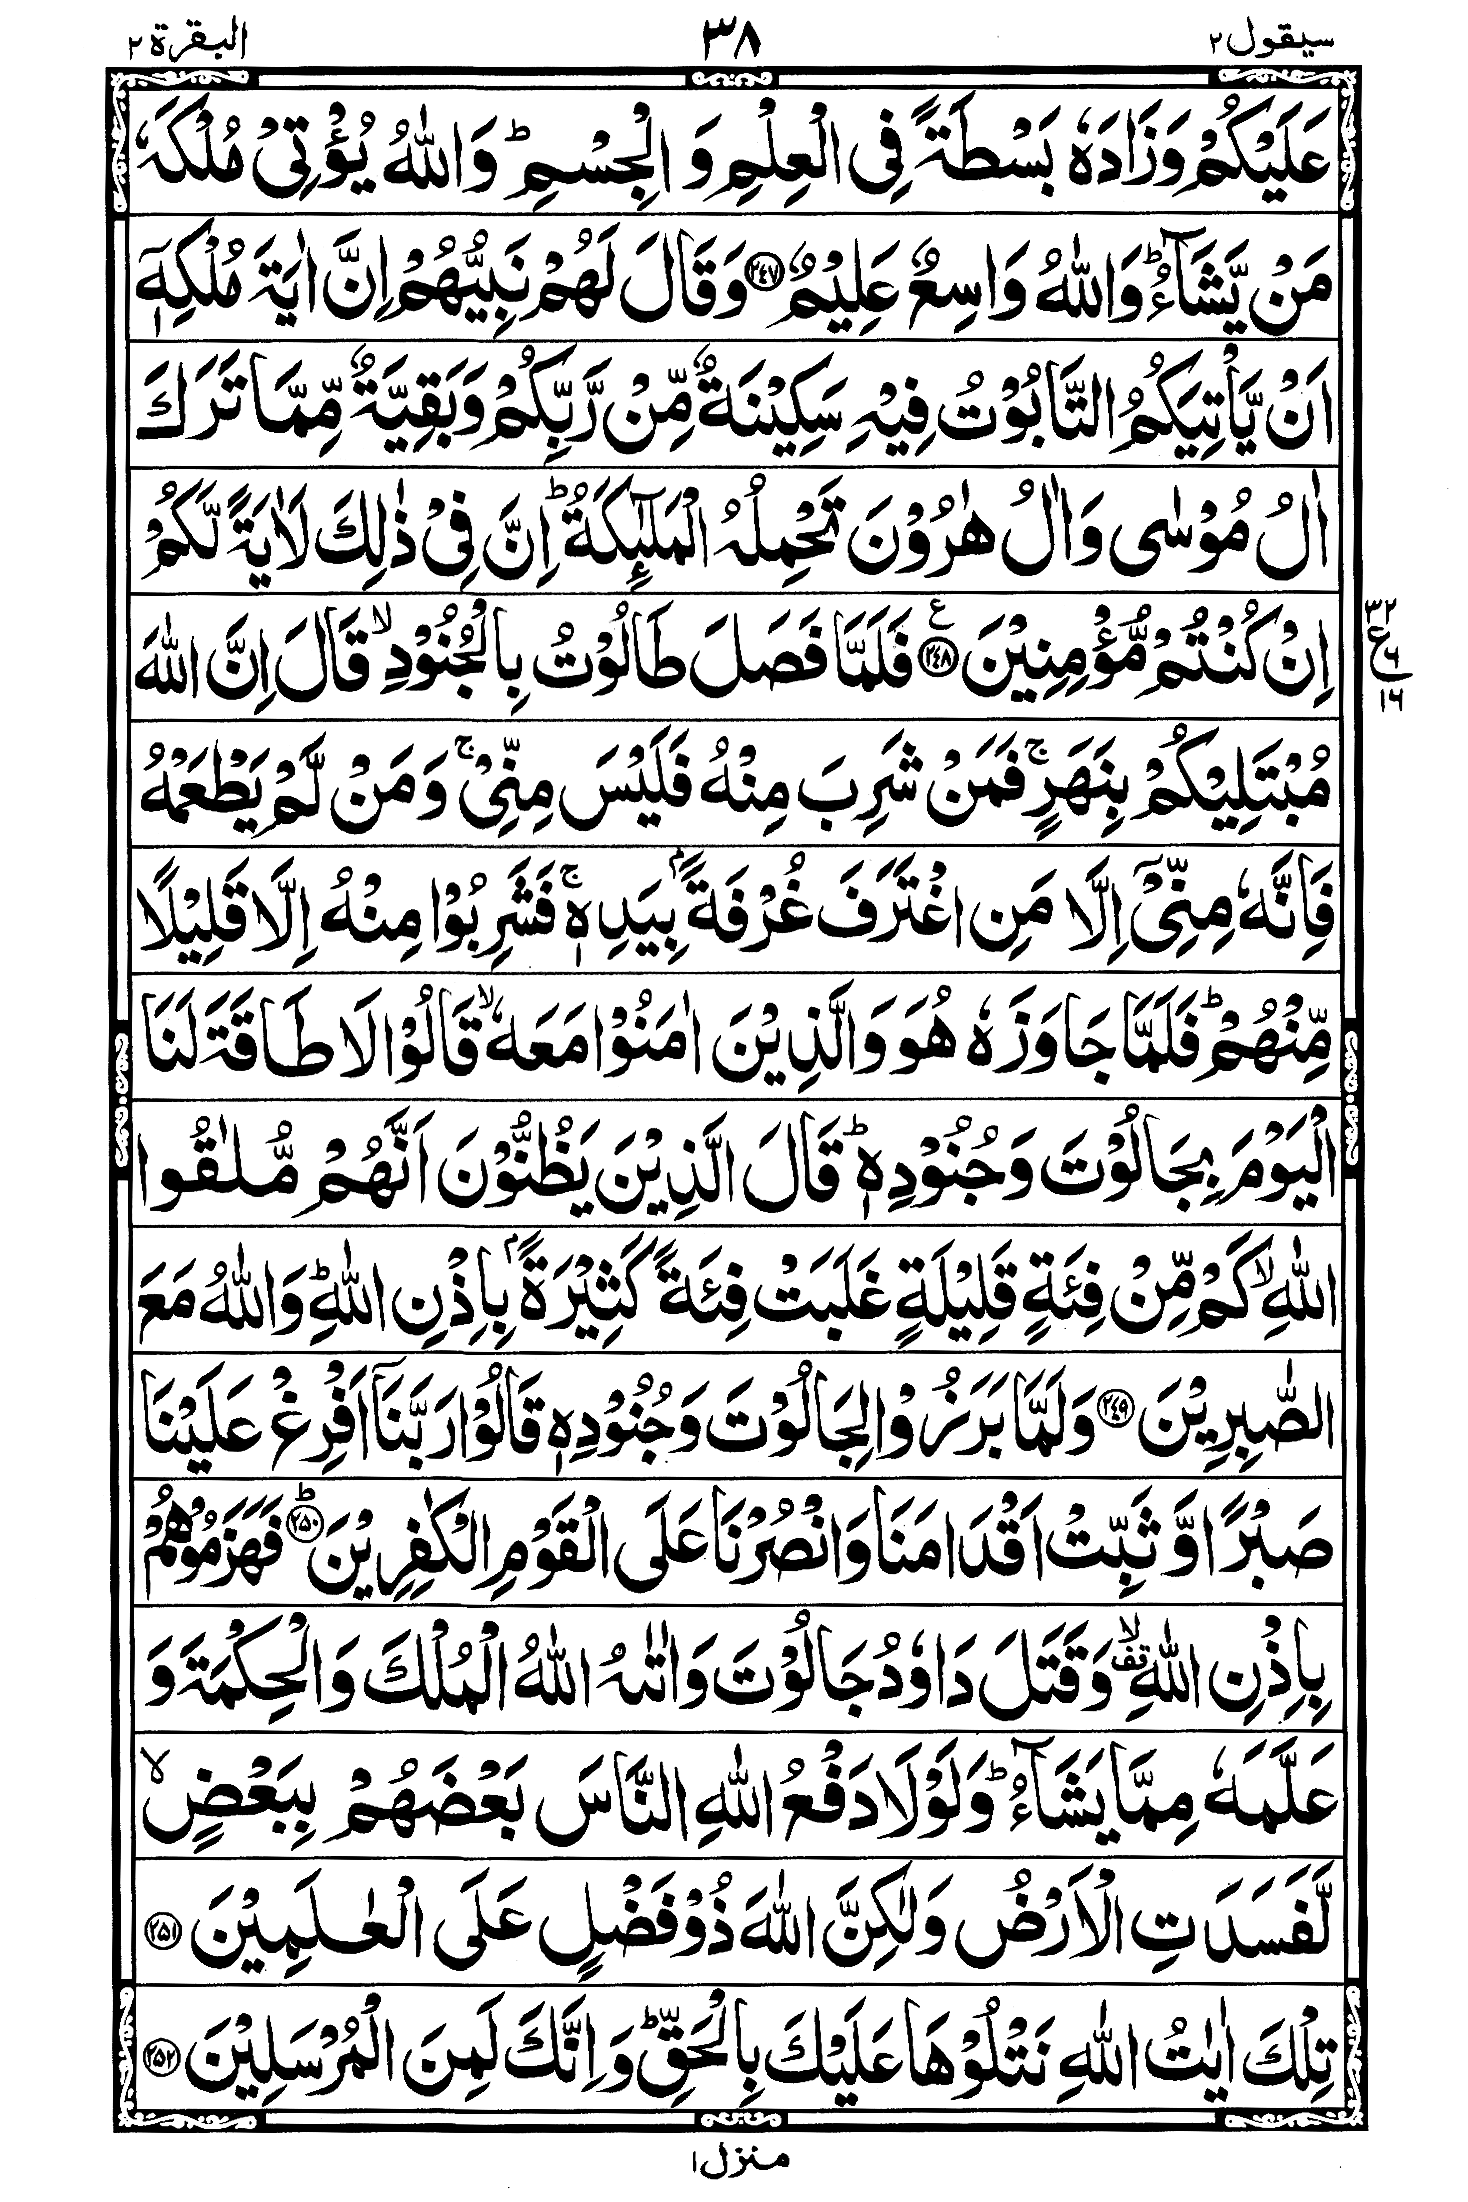 سیقول ۲ ۳۸ البقرة ۲
عَلَیۡکُمۡ وَزَادَہٗ بَسۡطَۃً فِی الۡعِلۡمِ وَ الۡجِسۡمِ ؕ وَاللّٰہُ یُؤۡتِیۡ مُلۡکَہٗ
مَنۡ یَّشَآءُ ؕ وَاللّٰہُ وَاسِعٌ عَلِیۡمٌ ﴿۲۴۷﴾ وَقَالَ لَہُمۡ نَبِیُّہُمۡ اِنَّ اٰیَۃَ مُلۡکِہٖۤ
اَنۡ یَّاۡتِیَکُمُ التَّابُوۡتُ فِیۡہِ سَکِیۡنَۃٌ مِّنۡ رَّبِّکُمۡ وَبَقِیَّۃٌ مِّمَّا تَرَکَ
اٰلُ مُوۡسٰی وَاٰلُ ہٰرُوۡنَ تَحۡمِلُہُ الۡمَلٰٓئِکَۃُ ؕ اِنَّ فِیۡ ذٰلِکَ لَاٰیَۃً لَّکُمۡ
اِنۡ کُنۡتُمۡ مُّؤۡمِنِیۡنَ ﴿۲۴۸﴾ ع فَلَمَّا فَصَلَ طَالُوۡتُ بِالۡجُنُوۡدِ ۙ قَالَ اِنَّ اللّٰہَ
۳۲ ع ۶ ۱۶
مُبۡتَلِیۡکُمۡ بِنَہَرٍ ۚ فَمَنۡ شَرِبَ مِنۡہُ فَلَیۡسَ مِنِّیۡ ۚ وَمَنۡ لَّمۡ یَطۡعَمۡہُ
فَاِنَّہٗ مِنِّیۡۤ اِلَّا مَنِ اغۡتَرَفَ غُرۡفَۃًۢ بِیَدِہٖ ۚ فَشَرِبُوۡا مِنۡہُ اِلَّا قَلِیۡلًا
مِّنۡہُمۡ ؕ فَلَمَّا جَاوَزَہٗ ہُوَ وَالَّذِیۡنَ اٰمَنُوۡا مَعَہٗ ۙ قَالُوۡا لَا طَاقَۃَ لَنَا
الۡیَوۡمَ بِجَالُوۡتَ وَجُنُوۡدِہٖ ؕ قَالَ الَّذِیۡنَ یَظُنُّوۡنَ اَنَّہُمۡ مُّلٰقُوا
اللّٰہِ ۙ کَمۡ مِّنۡ فِئَۃٍ قَلِیۡلَۃٍ غَلَبَتۡ فِئَۃً کَثِیۡرَۃًۢ بِاِذۡنِ اللّٰہِ ؕ وَاللّٰہُ مَعَ
الصّٰبِرِیۡنَ ﴿۲۴۹﴾ وَلَمَّا بَرَزُوۡا لِجَالُوۡتَ وَجُنُوۡدِہٖ قَالُوۡا رَبَّنَاۤ اَفۡرِغۡ عَلَیۡنَا
صَبۡرًا وَّ ثَبِّتۡ اَقۡدَامَنَا وَانۡصُرۡنَا عَلَی الۡقَوۡمِ الۡکٰفِرِیۡنَ ﴿۲۵۰﴾ؕ فَہَزَمُوۡہُمۡ
بِاِذۡنِ اللّٰہِ ۟ۙ قف وَقَتَلَ دَاوٗدُ جَالُوۡتَ وَاٰتٰىہُ اللّٰہُ الۡمُلۡکَ وَالۡحِکۡمَۃَ وَ
عَلَّمَہٗ مِمَّا یَشَآءُ ؕ وَلَوۡلَا دَفۡعُ اللّٰہِ النَّاسَ بَعۡضَہُمۡ بِبَعۡضٍ ۙ
لَّفَسَدَتِ الۡاَرۡضُ وَلٰکِنَّ اللّٰہَ ذُوۡ فَضۡلٍ عَلَی الۡعٰلَمِیۡنَ ﴿۲۵۱﴾
تِلۡکَ اٰیٰتُ اللّٰہِ نَتۡلُوۡہَا عَلَیۡکَ بِالۡحَقِّ ؕ وَ اِنَّکَ لَمِنَ الۡمُرۡسَلِیۡنَ ﴿۲۵۲﴾
منزل ۱